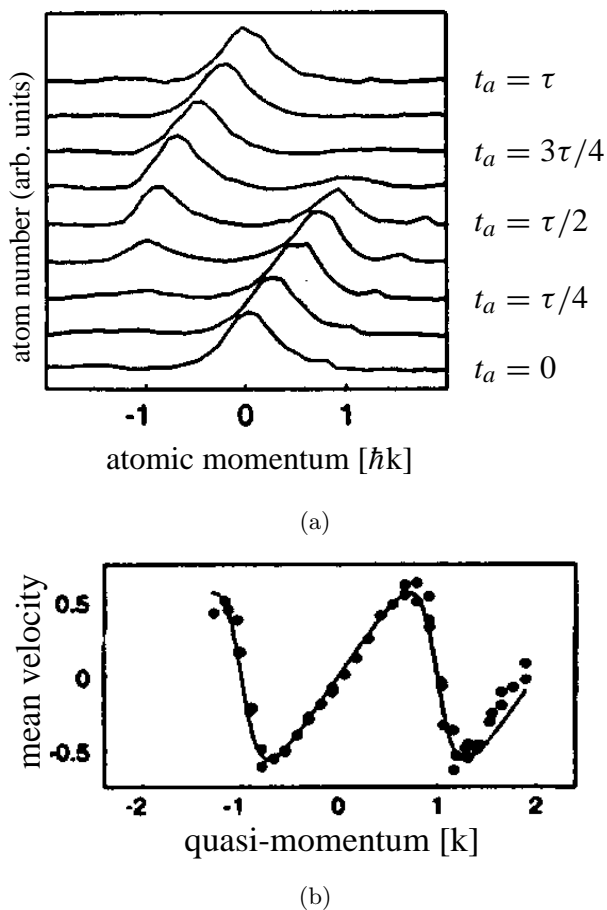 atom number (arb. units)
t_a = τ
t_a = 3τ/4
t_a = τ/2
t_a = τ/4
t_a = 0
-1 0 1
atomic momentum [ħk]
(a)
mean velocity
0.5
0
-0.5
-2 -1 0 1 2
quasi-momentum [k]
(b)